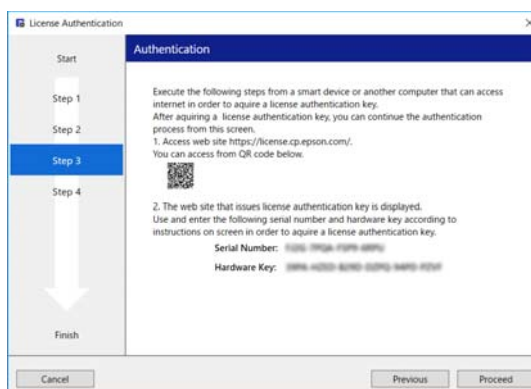 License Authentication
Authentication
Start
Step 1
Step 2
Step 3
Step 4
Finish
Execute the following steps from a smart device or another computer that can access
internet in order to aquire a license authentication key.
After aquiring a license authentication key, you can continue the authentication
process from this screen.
1. Access web site https://license.cp.epson.com/.
You can access from QR code below.
2. The web site that issues license authentication key is displayed.
Use and enter the following serial number and hardware key according to
instructions on screen in order to aquire a license authentication key.
Serial Number:
Hardware Key:
Cancel
Previous
Proceed